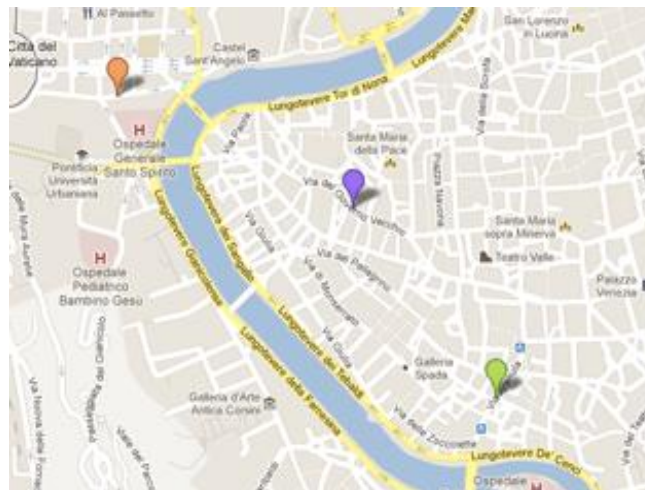 Al Passetto
Città del
Vaticano
Castel
Sant'Angelo
San Lorenzo
in Lucina
Lungotevere Tor di Nona
Via della Scrofa
H
Ospedale
Generale
Santo Spirito
Via Paola
Santa Maria
della Pace
Pontificia
Università
Urbaniana
Via del Governo Vecchio
Piazza Navona
Lungotevere dei Sangallo
Lungotevere Gianicolense
Via Giulia
Via del Pellegrino
Via di Monserrato
Santa Maria
sopra Minerva
Teatro Valle
H
Ospedale
Pediatrico
Bambino Gesù
Palazzo
Venezia
Via Giulia
Lungotevere dei Tebaldi
Lungotevere della Farnesina
Galleria
Spada
Galleria d'Arte
Antica Corsini
Via delle Zoccolette
Lungotevere De' Cenci
Ospedale
H